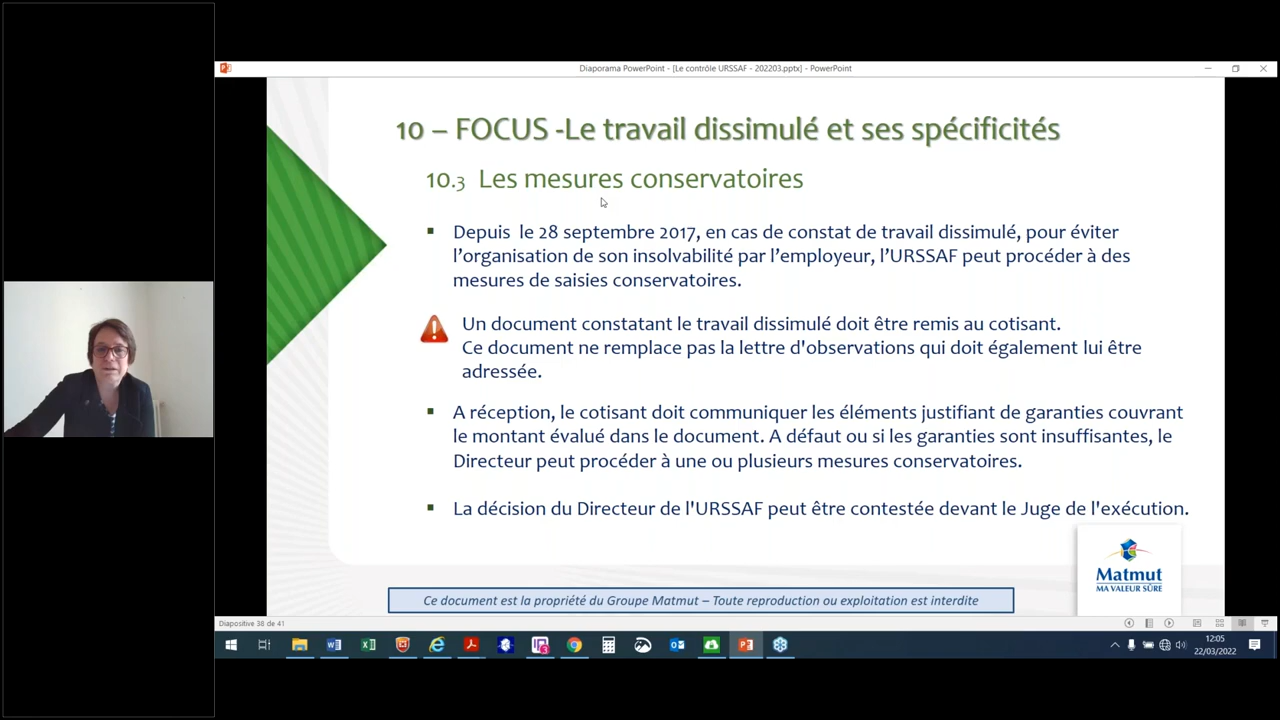 Diaporama PowerPoint - [Le contrôle URSSAF - 202203.pptx] - PowerPoint
10 – FOCUS -Le travail dissimulé et ses spécificités
10.3 Les mesures conservatoires
Depuis le 28 septembre 2017, en cas de constat de travail dissimulé, pour éviter
l’organisation de son insolvabilité par l’employeur, l’URSSAF peut procéder à des
mesures de saisies conservatoires.
Un document constatant le travail dissimulé doit être remis au cotisant.
Ce document ne remplace pas la lettre d'observations qui doit également lui être
adressée.
A réception, le cotisant doit communiquer les éléments justifiant de garanties couvrant
le montant évalué dans le document. A défaut ou si les garanties sont insuffisantes, le
Directeur peut procéder à une ou plusieurs mesures conservatoires.
La décision du Directeur de l'URSSAF peut être contestée devant le Juge de l'exécution.
Matmut
MA VALEUR SÛRE
Ce document est la propriété du Groupe Matmut – Toute reproduction ou exploitation est interdite
Diapositive 38 de 41
12:05
22/03/2022